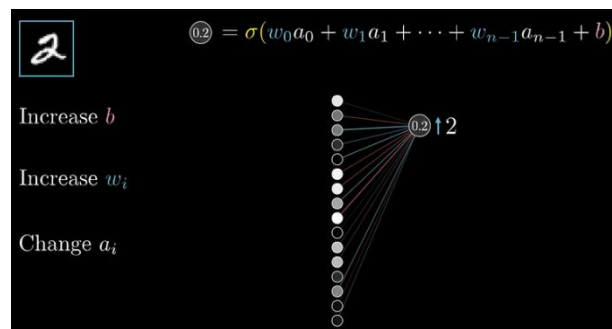 2
0.2 = σ(w₀a₀ + w₁a₁ + ⋯ + wₙ₋₁aₙ₋₁ + b)
Increase b
0.2 ↑2
Increase wᵢ
Change aᵢ